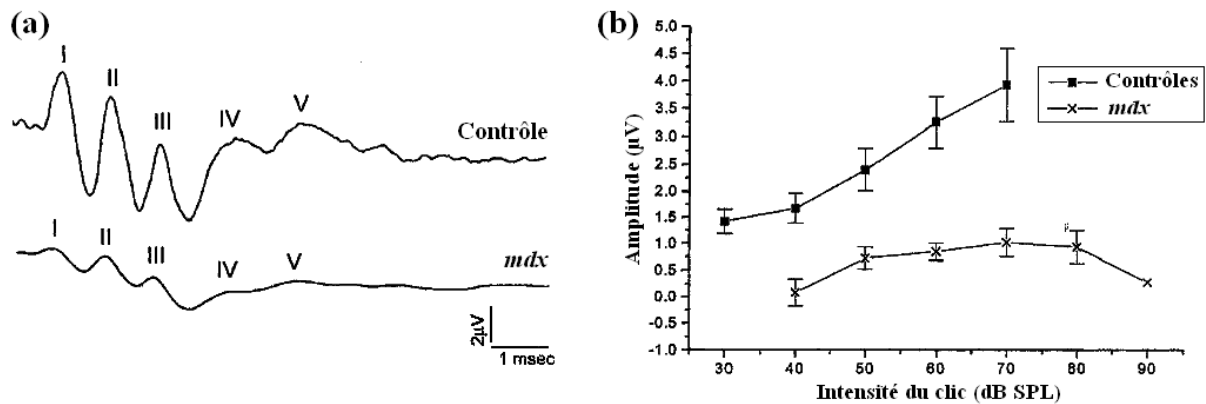 (a)
I
II
III
IV
V
Contrôle
I
II
III
IV
V
mdx
2µV
1 msec
(b)
Amplitude (µV)
5.0
4.5
4.0
3.5
3.0
2.5
2.0
1.5
1.0
0.5
0.0
-0.5
-1.0
30 40 50 60 70 80 90
Intensité du clic (dB SPL)
Contrôles
mdx